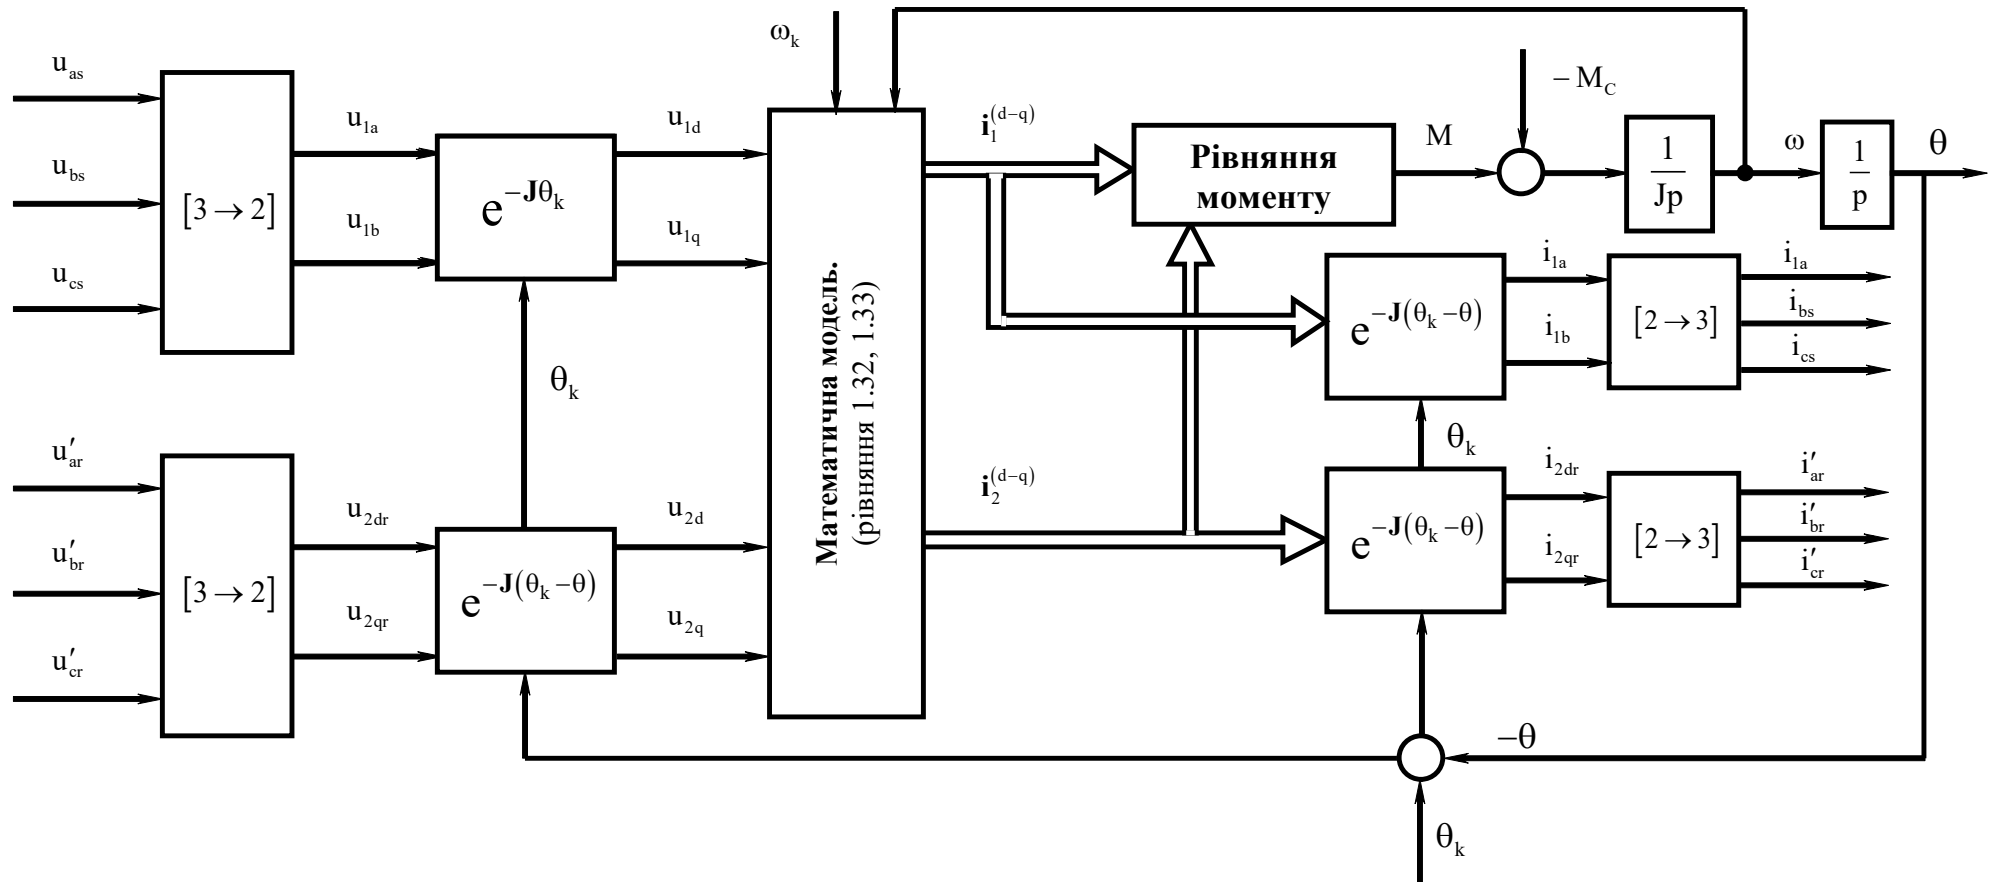 u_as
u_bs
u_cs
[3 → 2]
u_1a
u_1b
e^{-Jθ_k}
u_1d
u_1q
θ_k
u'_ar
u'_br
u'_cr
[3 → 2]
u_2dr
u_2qr
e^{-J(θ_k-θ)}
u_2d
u_2q
ω_k
Математична модель.
(рівняння 1.32, 1.33)
i_1^{(d-q)}
i_2^{(d-q)}
Рівняння
моменту
M
− M_C
1
Jp
ω
1
p
θ
e^{-J(θ_k-θ)}
i_1a
i_1b
[2 → 3]
i_1a
i_bs
i_cs
θ_k
e^{-J(θ_k-θ)}
i_2dr
i_2qr
[2 → 3]
i'_ar
i'_br
i'_cr
−θ
θ_k